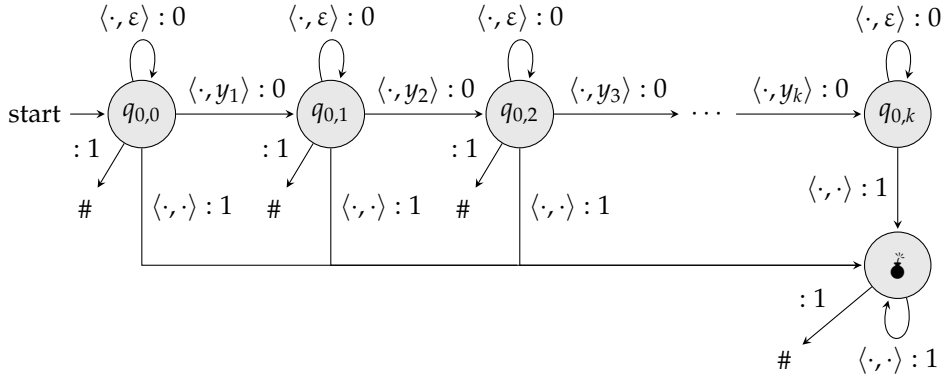 ⟨·, ε⟩ : 0 ⟨·, ε⟩ : 0 ⟨·, ε⟩ : 0 ⟨·, ε⟩ : 0
start q0,0 ⟨·, y1⟩ : 0 q0,1 ⟨·, y2⟩ : 0 q0,2 ⟨·, y3⟩ : 0 ··· ⟨·, yk⟩ : 0 q0,k
: 1 : 1 : 1
# ⟨·, ·⟩ : 1 # ⟨·, ·⟩ : 1 # ⟨·, ·⟩ : 1 ⟨·, ·⟩ : 1
: 1
# ⟨·, ·⟩ : 1